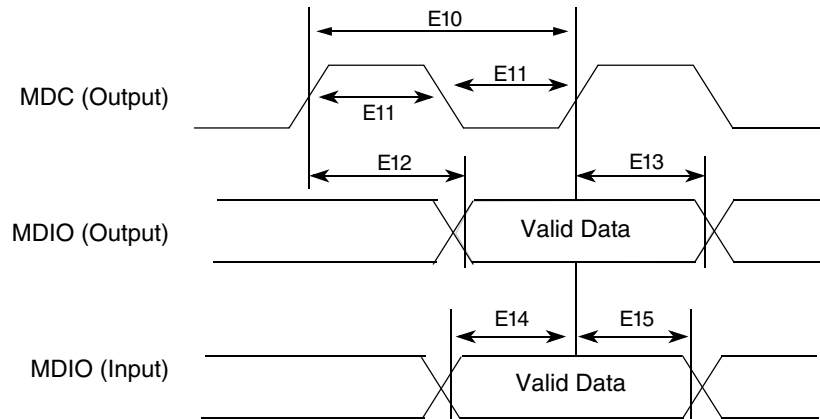 E10
MDC (Output)
E11
E11
E12
E13
MDIO (Output)
Valid Data
E14
E15
MDIO (Input)
Valid Data